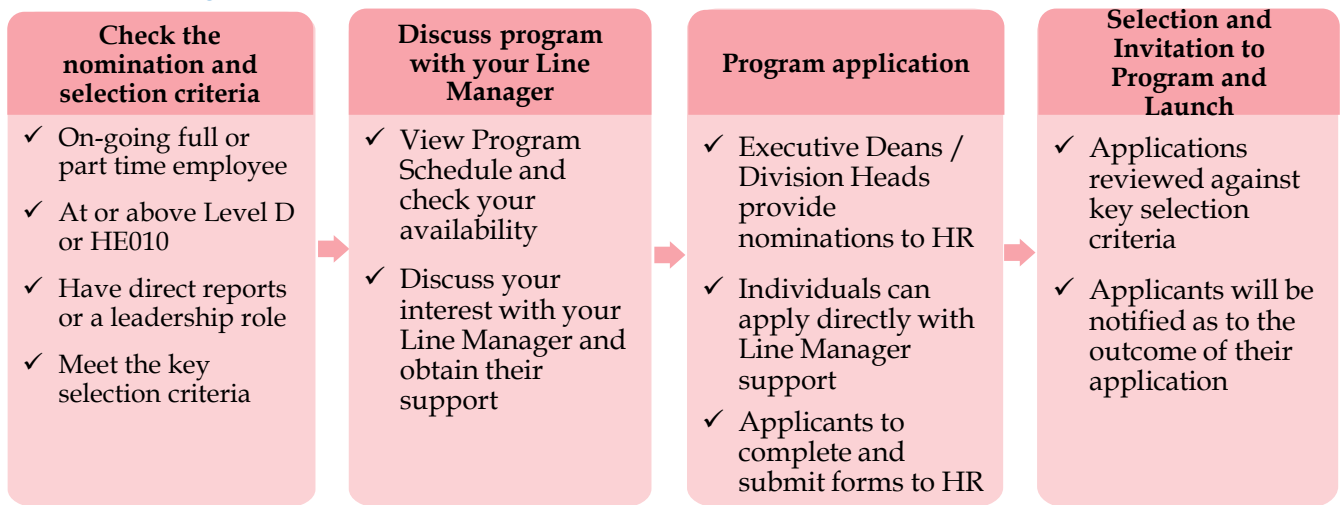 Check the
nomination and
selection criteria
✓ On-going full or
part time employee
✓ At or above Level D
or HE010
✓ Have direct reports
or a leadership role
✓ Meet the key
selection criteria
Discuss program
with your Line
Manager
✓ View Program
Schedule and
check your
availability
✓ Discuss your
interest with your
Line Manager and
obtain their
support
Program application
✓ Executive Deans /
Division Heads
provide
nominations to HR
✓ Individuals can
apply directly with
Line Manager
support
✓ Applicants to
complete and
submit forms to HR
Selection and
Invitation to
Program and
Launch
✓ Applications
reviewed against
key selection
criteria
✓ Applicants will be
notified as to the
outcome of their
application